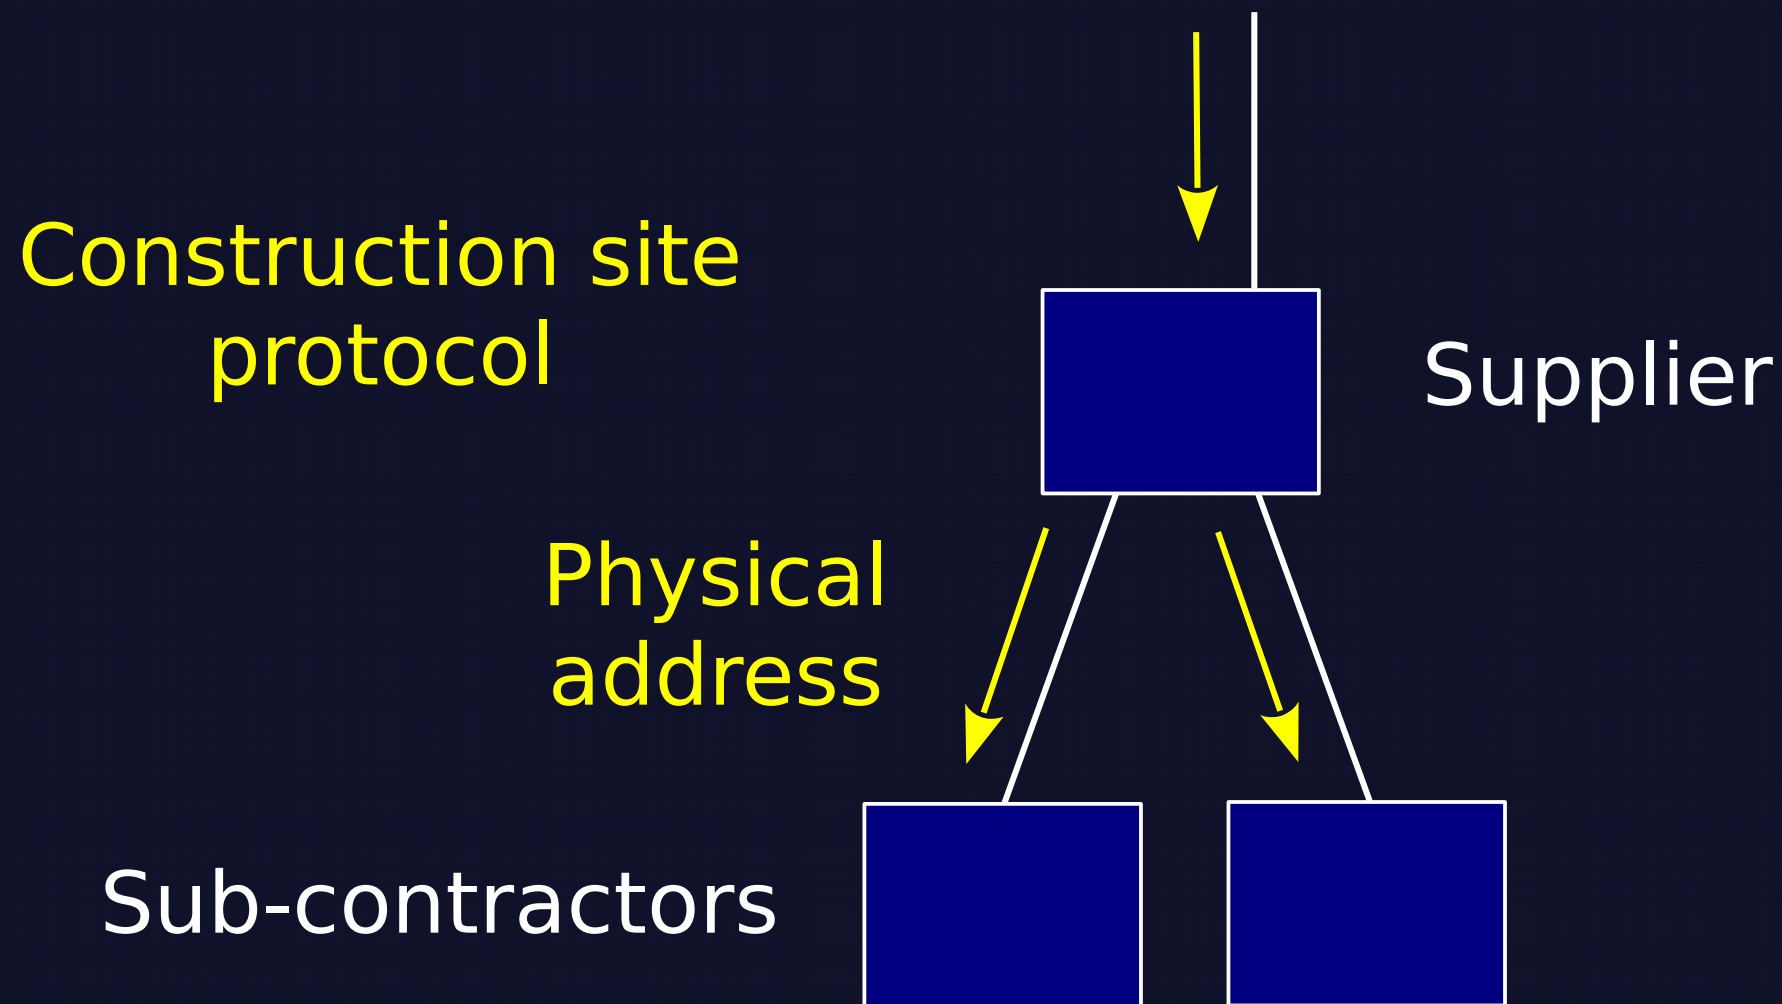 Construction site
protocol
Supplier
Physical
address
Sub-contractors